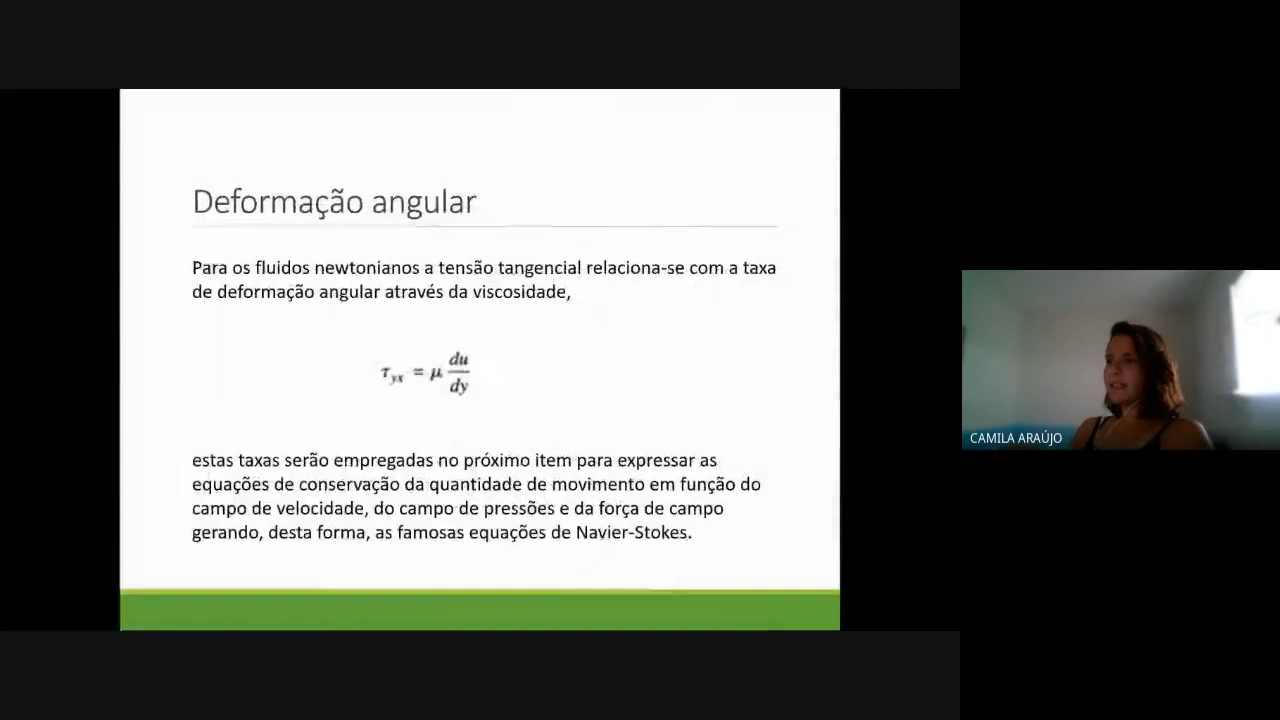 Deformação angular
Para os fluidos newtonianos a tensão tangencial relaciona-se com a taxa
de deformação angular através da viscosidade,
τyx = μ du/dy
estas taxas serão empregadas no próximo item para expressar as
equações de conservação da quantidade de movimento em função do
campo de velocidade, do campo de pressões e da força de campo
gerando, desta forma, as famosas equações de Navier-Stokes.
CAMILA ARAÚJO